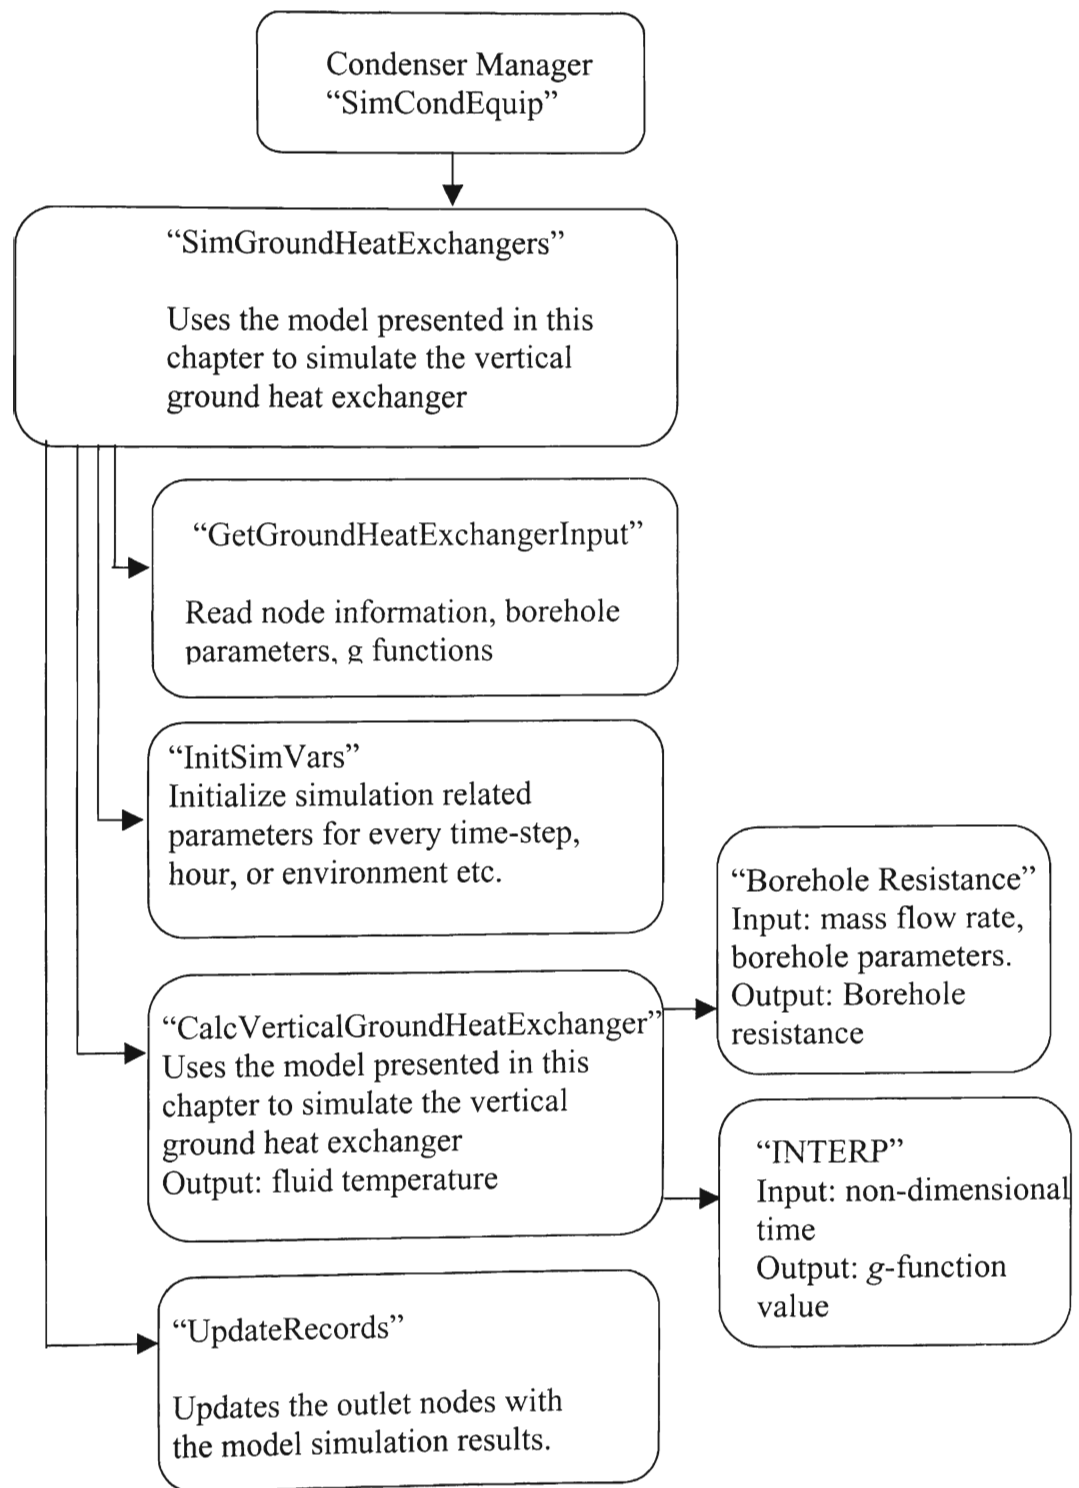 Condenser Manager
“SimCondEquip”
“SimGroundHeatExchangers”
Uses the model presented in this
chapter to simulate the vertical
ground heat exchanger
“GetGroundHeatExchangerInput”
Read node information, borehole
parameters, g functions
“InitSimVars”
Initialize simulation related
parameters for every time-step,
hour, or environment etc.
“CalcVerticalGroundHeatExchanger”
Uses the model presented in this
chapter to simulate the vertical
ground heat exchanger
Output: fluid temperature
“Borehole Resistance”
Input: mass flow rate,
borehole parameters.
Output: Borehole
resistance
“INTERP”
Input: non-dimensional
time
Output: g-function
value
“UpdateRecords”
Updates the outlet nodes with
the model simulation results.